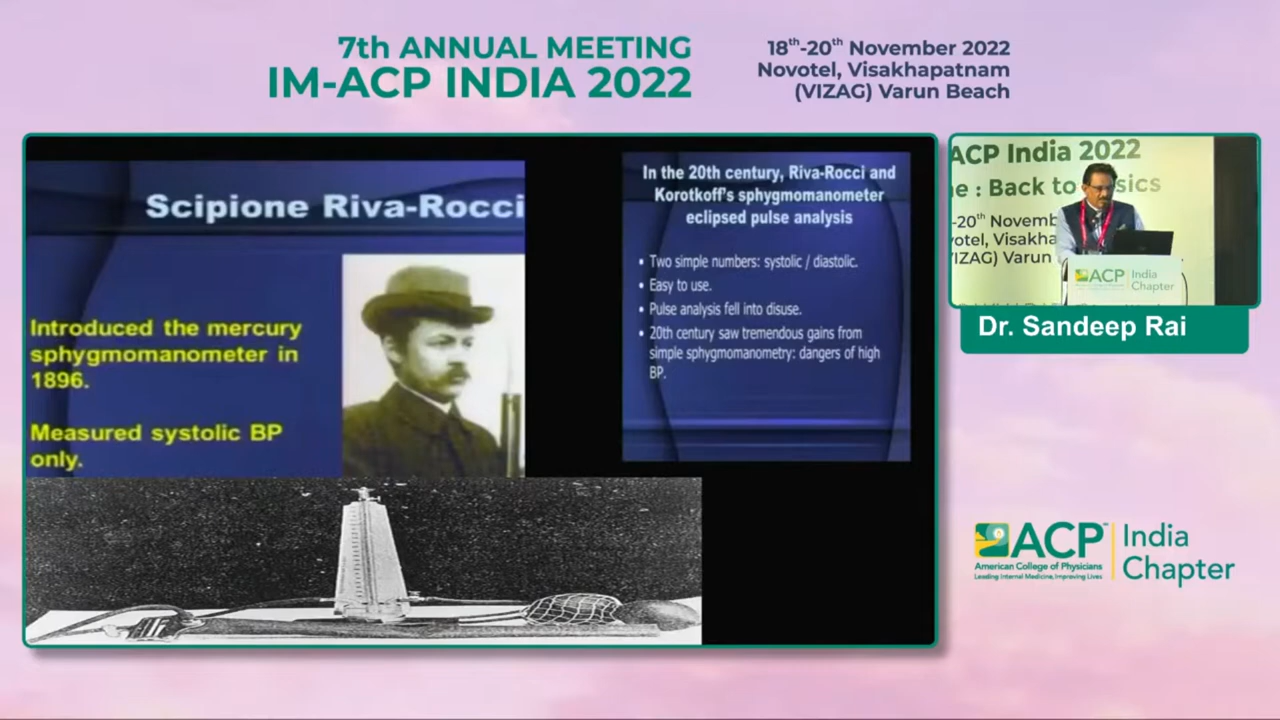 7th ANNUAL MEETING
IM-ACP INDIA 2022
18th-20th November 2022
Novotel, Visakhapatnam
(VIZAG) Varun Beach
Scipione Riva-Rocci
Introduced the mercury
sphygmomanometer in
1896.
Measured systolic BP
only.
In the 20th century, Riva-Rocci and
Korotkoff's sphygmomanometer
eclipsed pulse analysis
• Two simple numbers: systolic / diastolic.
• Easy to use.
• Pulse analysis fell into disuse.
• 20th century saw tremendous gains from
simple sphygmomanometry: dangers of high
BP.
ACP India 2022
e : Back to sics
-20th Novemb
votel, Visakha
VIZAG) Varun
ACP India
Chapter
Dr. Sandeep Rai
ACP India
American College of Physicians Chapter
Leading Internal Medicine, Improving Lives